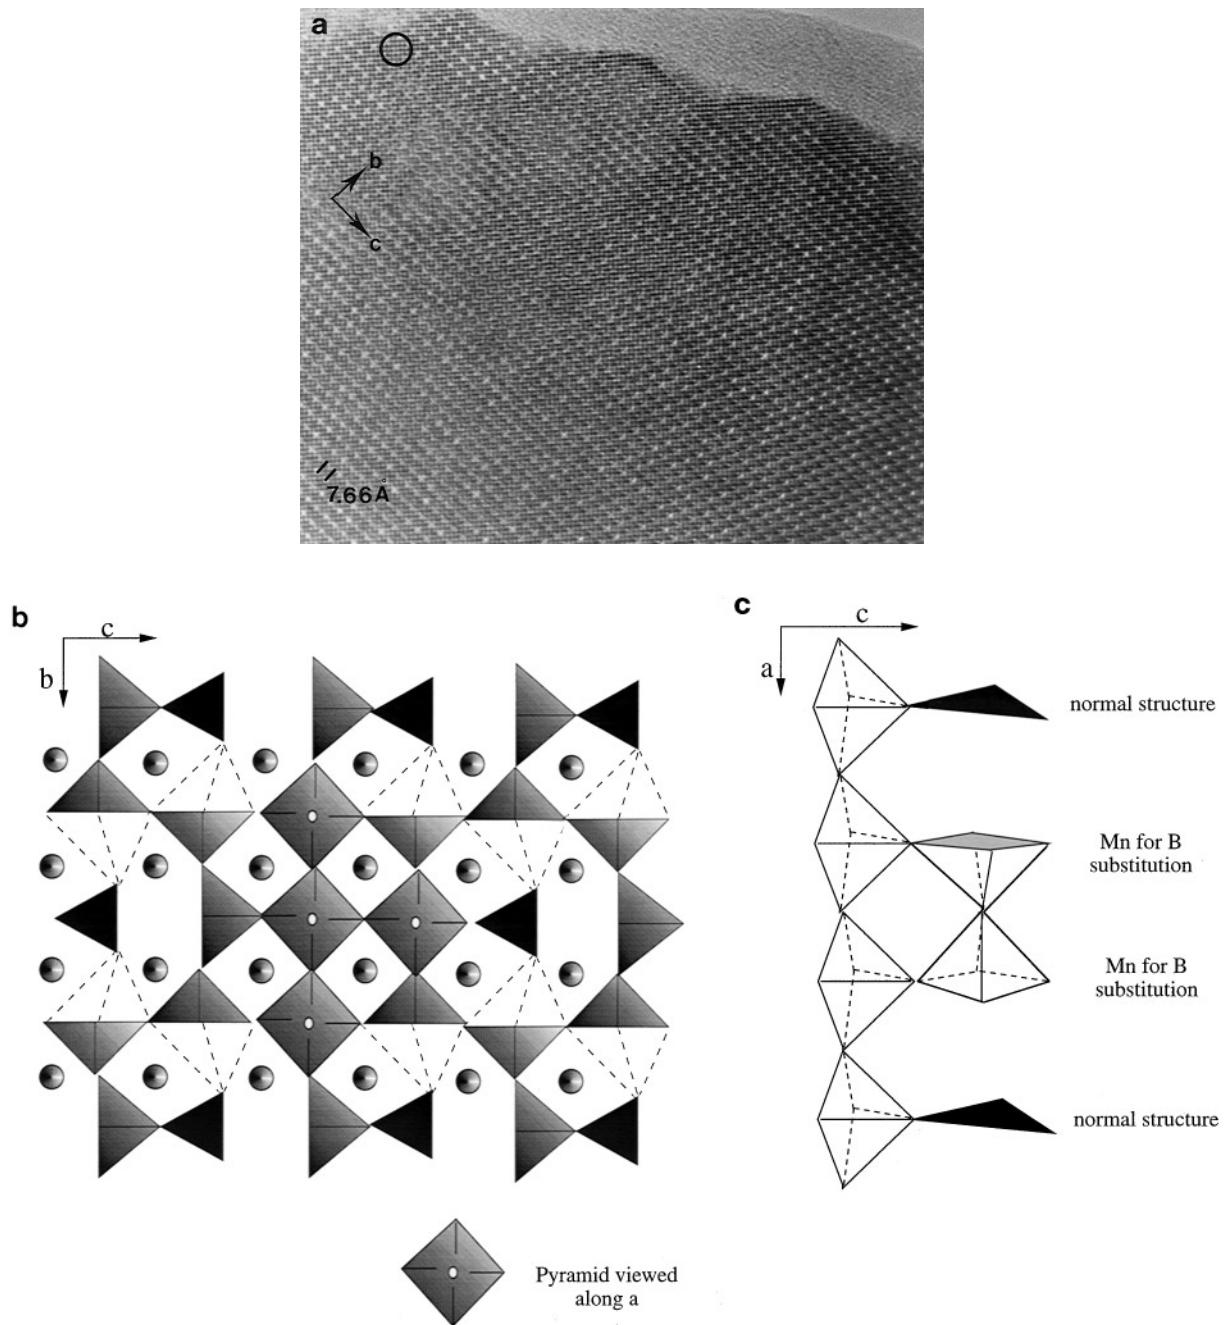 a
b
c
7.66Å
b
c
b
c
c
a
normal structure
Mn for B
substitution
Mn for B
substitution
normal structure
Pyramid viewed
along a